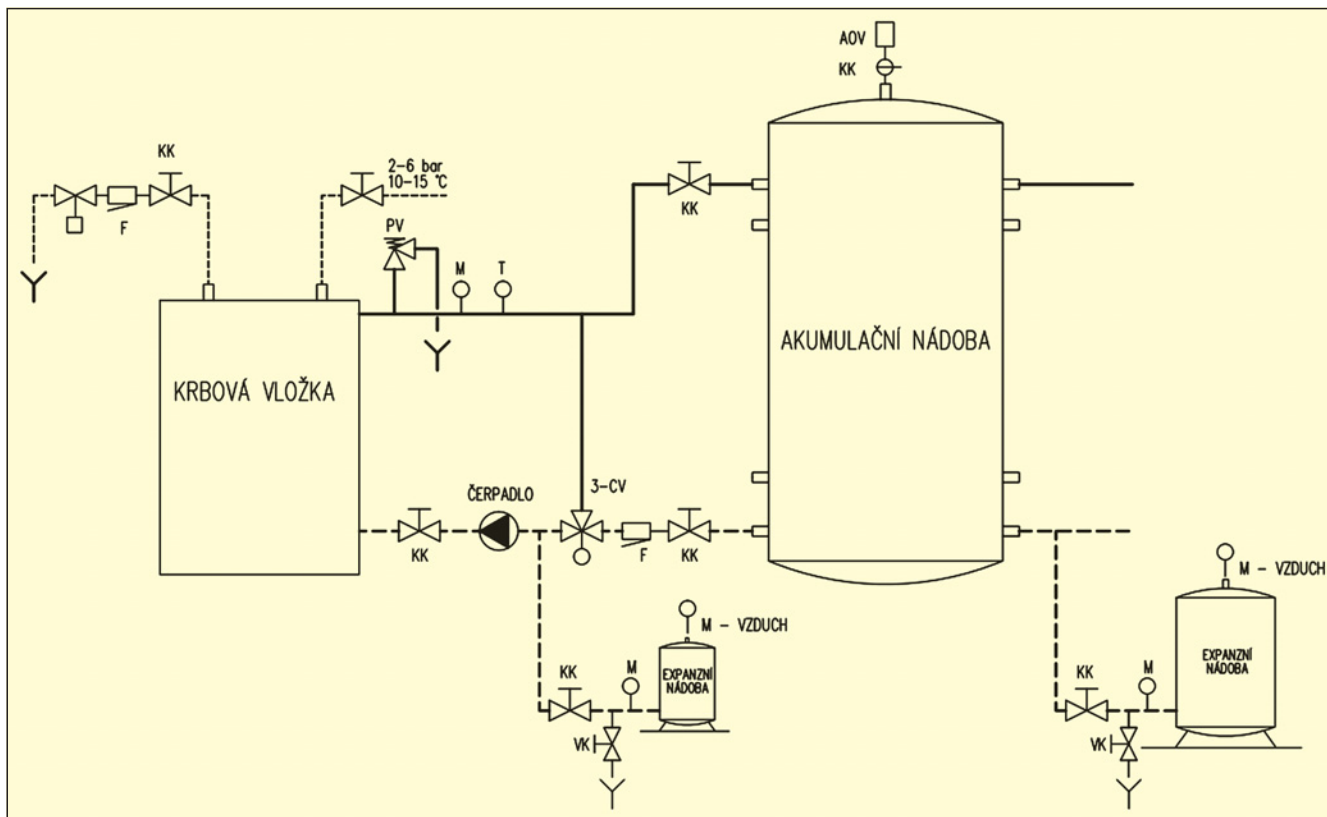 AOV
KK
KK
2-6 bar
10-15 °C
F
KK
PV
M
T
AKUMULAČNÍ NÁDOBA
KRBOVÁ VLOŽKA
ČERPADLO
3-CV
KK
F
KK
M - VZDUCH
M - VZDUCH
KK
M
EXPANZNÍ
NÁDOBA
KK
M
EXPANZNÍ
NÁDOBA
VK
VK